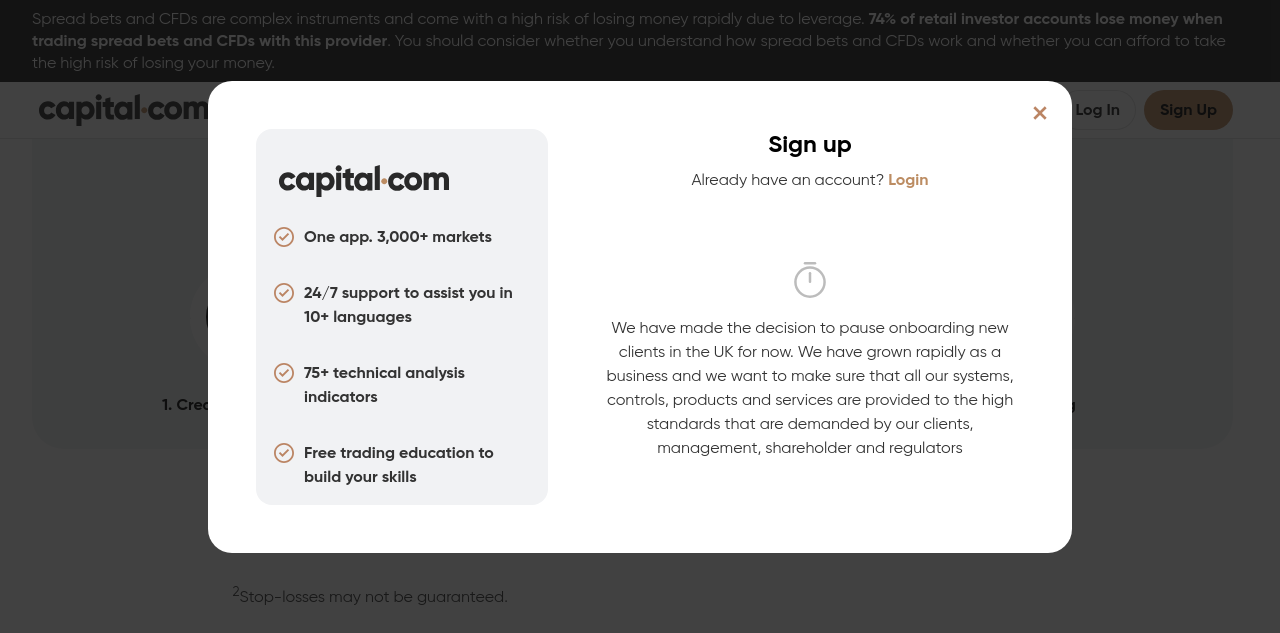 Spread bets and CFDs are complex instruments and come with a high risk of losing money rapidly due to leverage. 74% of retail investor accounts lose money when
trading spread bets and CFDs with this provider. You should consider whether you understand how spread bets and CFDs work and whether you can afford to take
the high risk of losing your money.
capital.com
Log In
Sign Up
capital.com
One app. 3,000+ markets
24/7 support to assist you in
10+ languages
75+ technical analysis
indicators
Free trading education to
build your skills
Sign up
Already have an account? Login
We have made the decision to pause onboarding new
clients in the UK for now. We have grown rapidly as a
business and we want to make sure that all our systems,
controls, products and services are provided to the high
standards that are demanded by our clients,
management, shareholder and regulators
1.
2Stop-losses may not be guaranteed.